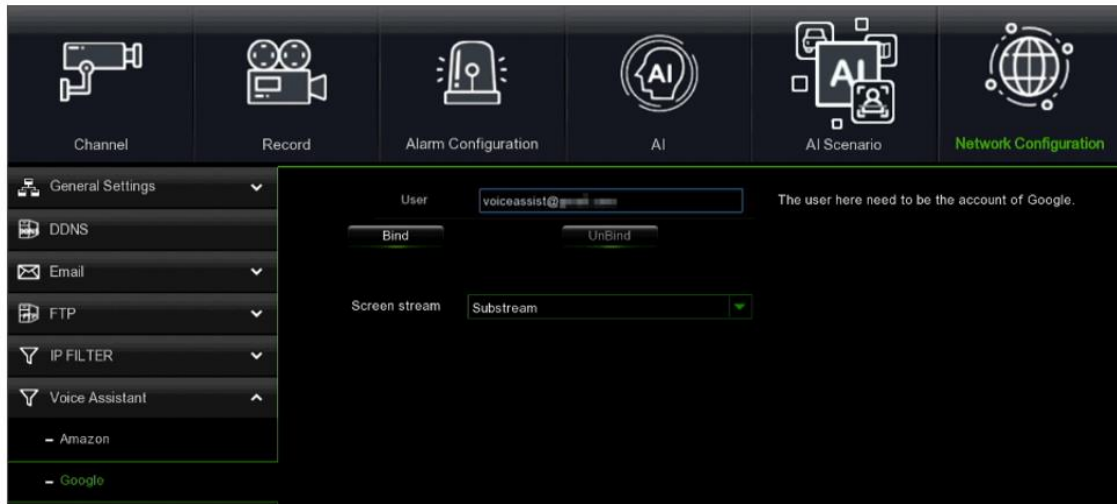 Channel
Record
Alarm Configuration
AI
AI
AI Scenario
Network Configuration
General Settings
DDNS
Email
FTP
IP FILTER
Voice Assistant
Amazon
Google
User voiceassist@ The user here need to be the account of Google.
Bind UnBind
Screen stream Substream